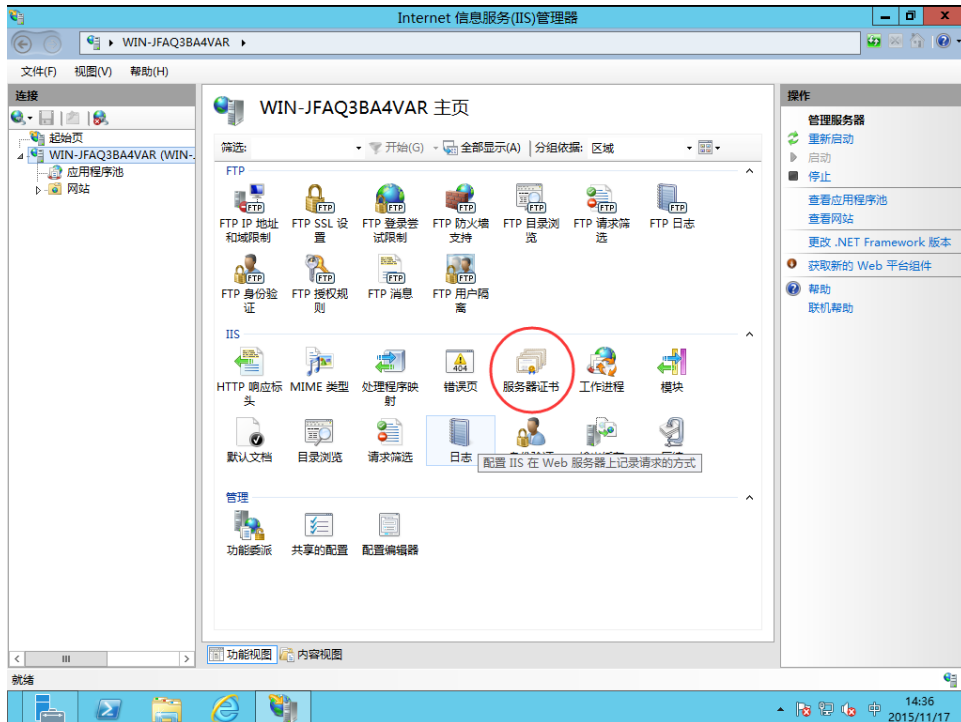 Internet 信息服务(IIS)管理器
WIN-JFAQ3BA4VAR
文件(F) 视图(V) 帮助(H)
连接
起始页
WIN-JFAQ3BA4VAR (WIN-
应用程序池
网站
WIN-JFAQ3BA4VAR 主页
筛选: 开始(G) 全部显示(A) 分组依据: 区域
FTP
FTP IP 地址和域限制
FTP SSL 设置
FTP 登录尝试限制
FTP 防火墙支持
FTP 目录浏览
FTP 请求筛选
FTP 日志
FTP 身份验证
FTP 授权规则
FTP 消息
FTP 用户隔离
IIS
HTTP 响应标头
MIME 类型
处理程序映射
错误页
服务器证书
工作进程
模块
默认文档
目录浏览
请求筛选
日志
配置 IIS 在 Web 服务器上记录请求的方式
管理
功能委派
共享的配置
配置编辑器
功能视图 内容视图
操作
管理服务器
重新启动
启动
停止
查看应用程序池
查看网站
更改 .NET Framework 版本
获取新的 Web 平台组件
帮助
联机帮助
就绪
中
14:36
2015/11/17